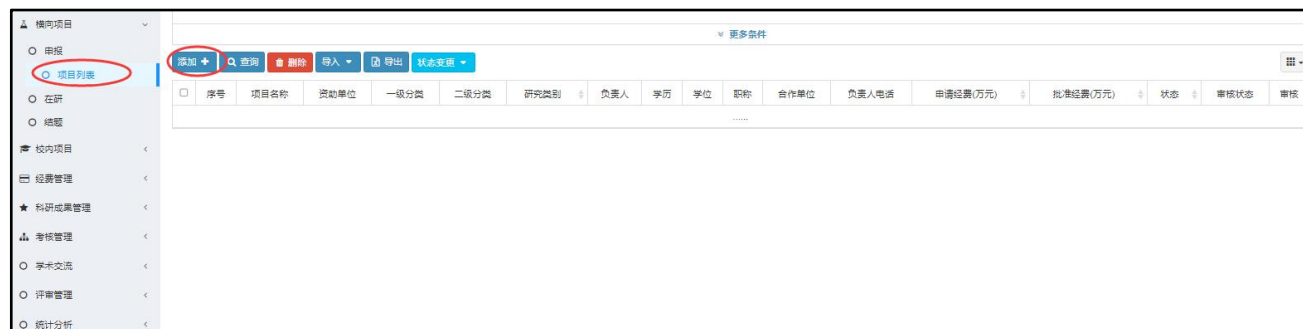 横向项目
申报
项目列表
在研
结题
校内项目
经费管理
科研成果管理
考核管理
学术交流
评审管理
统计分析
更多条件
添加 查询 删除 导入 导出 状态变更
序号 项目名称 资助单位 一级分类 二级分类 研究类别 负责人 学历 学位 职称 合作单位 负责人电话 申请经费(万元) 批准经费(万元) 状态 审核状态 审核
......